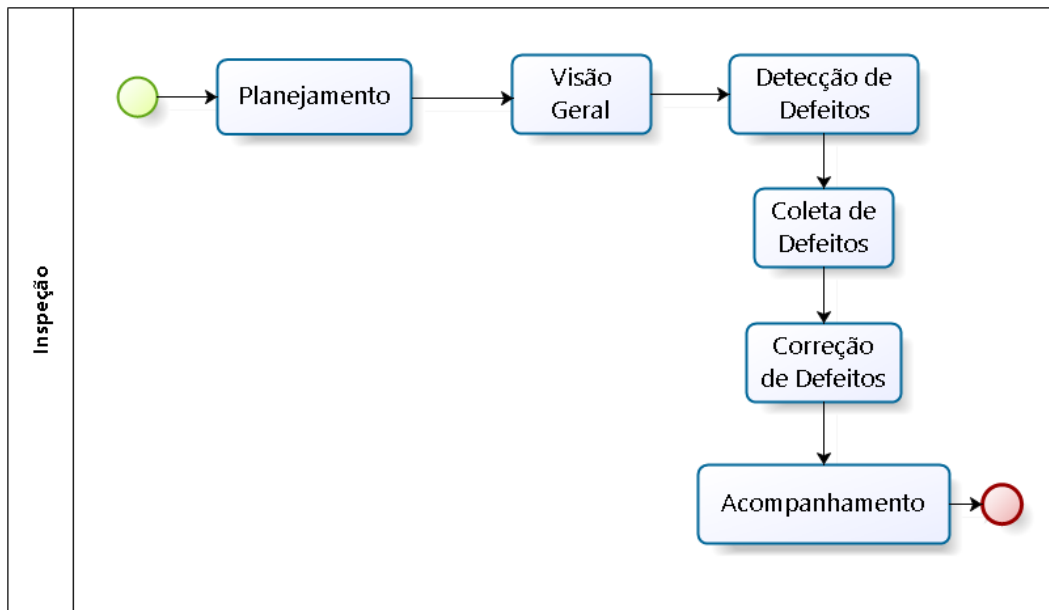 Inspeção
Planejamento
Visão
Geral
Detecção de
Defeitos
Coleta de
Defeitos
Correção
de Defeitos
Acompanhamento